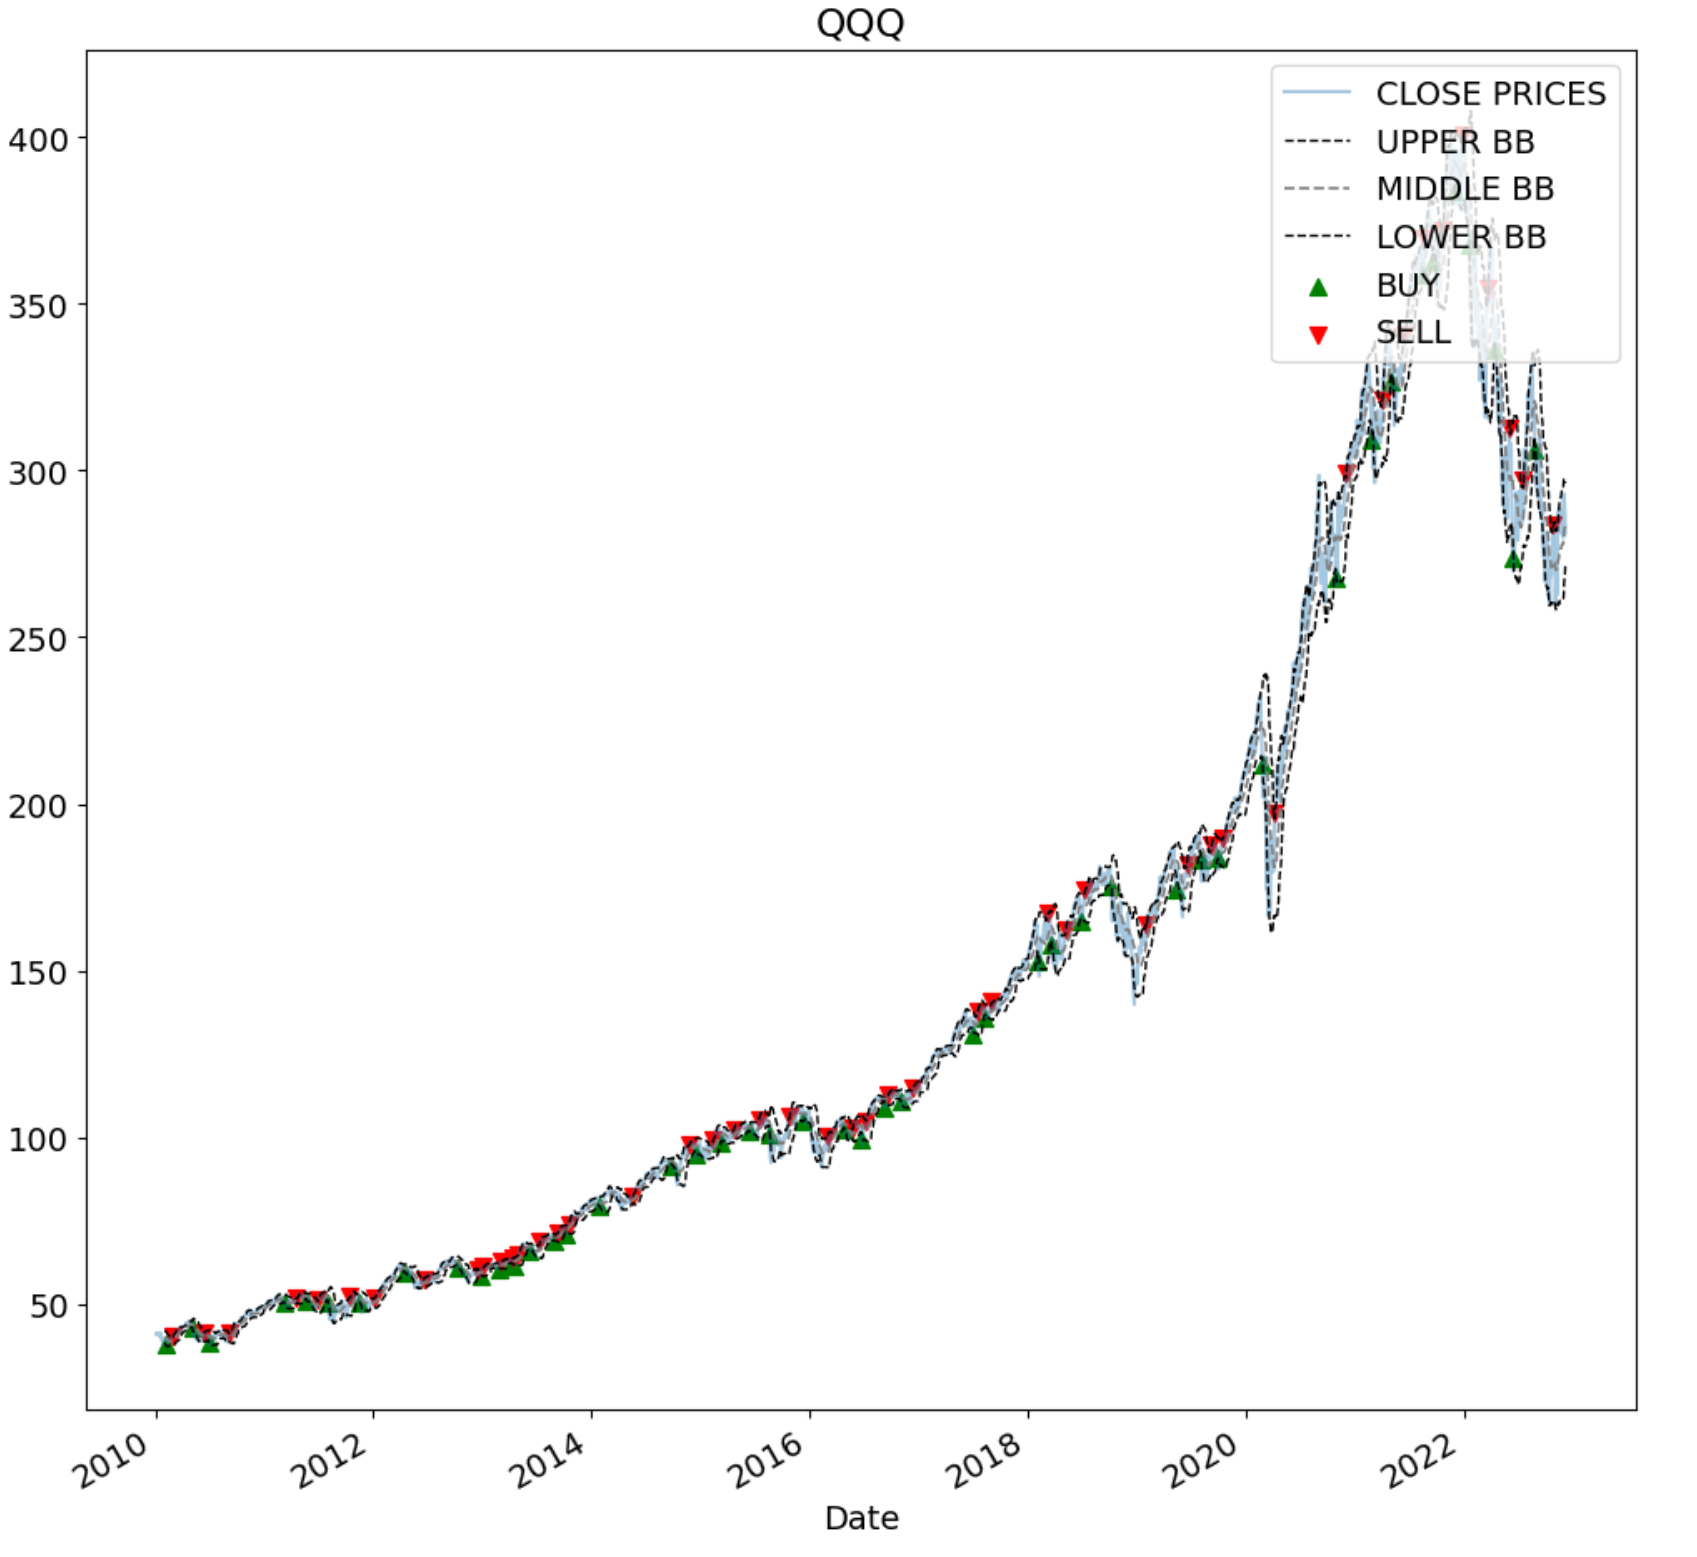 QQQ
CLOSE PRICES
UPPER BB
MIDDLE BB
LOWER BB
BUY
SELL
400
350
300
250
200
150
100
50
2010 2012 2014 2016 2018 2020 2022
Date